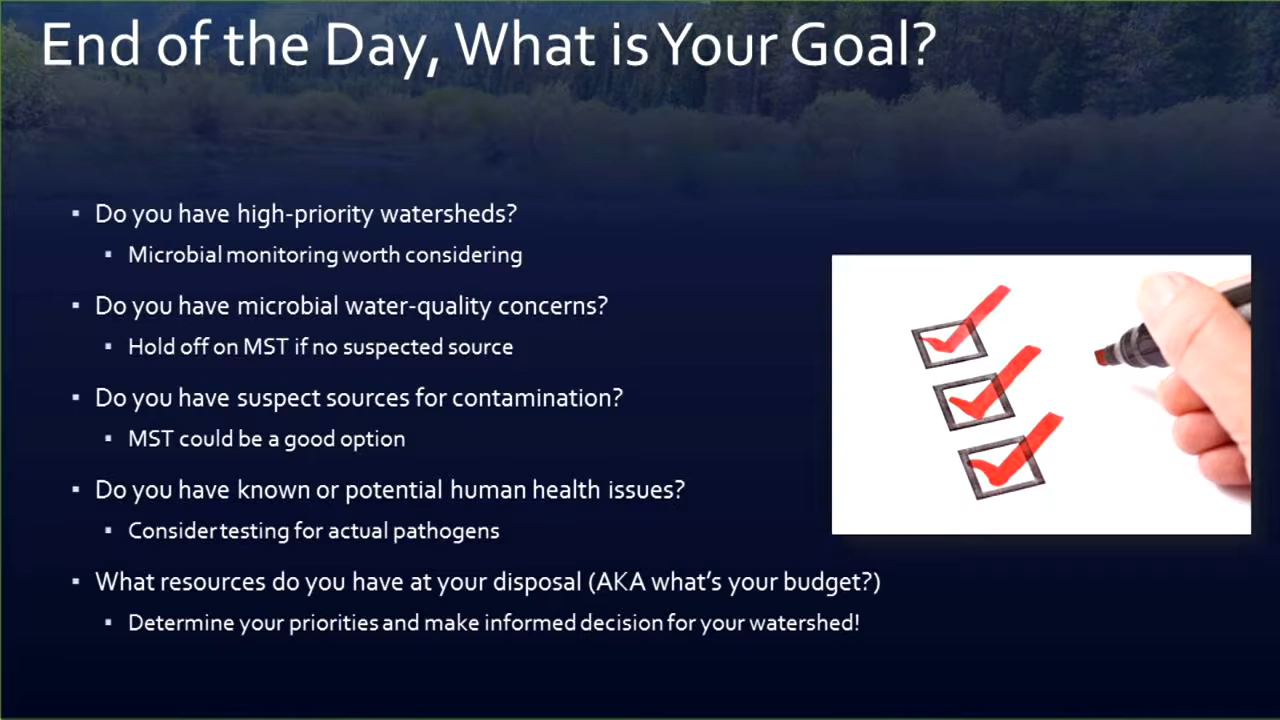 End of the Day, What is Your Goal?
▪ Do you have high-priority watersheds?
▪ Microbial monitoring worth considering
▪ Do you have microbial water-quality concerns?
▪ Hold off on MST if no suspected source
▪ Do you have suspect sources for contamination?
▪ MST could be a good option
▪ Do you have known or potential human health issues?
▪ Consider testing for actual pathogens
▪ What resources do you have at your disposal (AKA what's your budget?)
▪ Determine your priorities and make informed decision for your watershed!